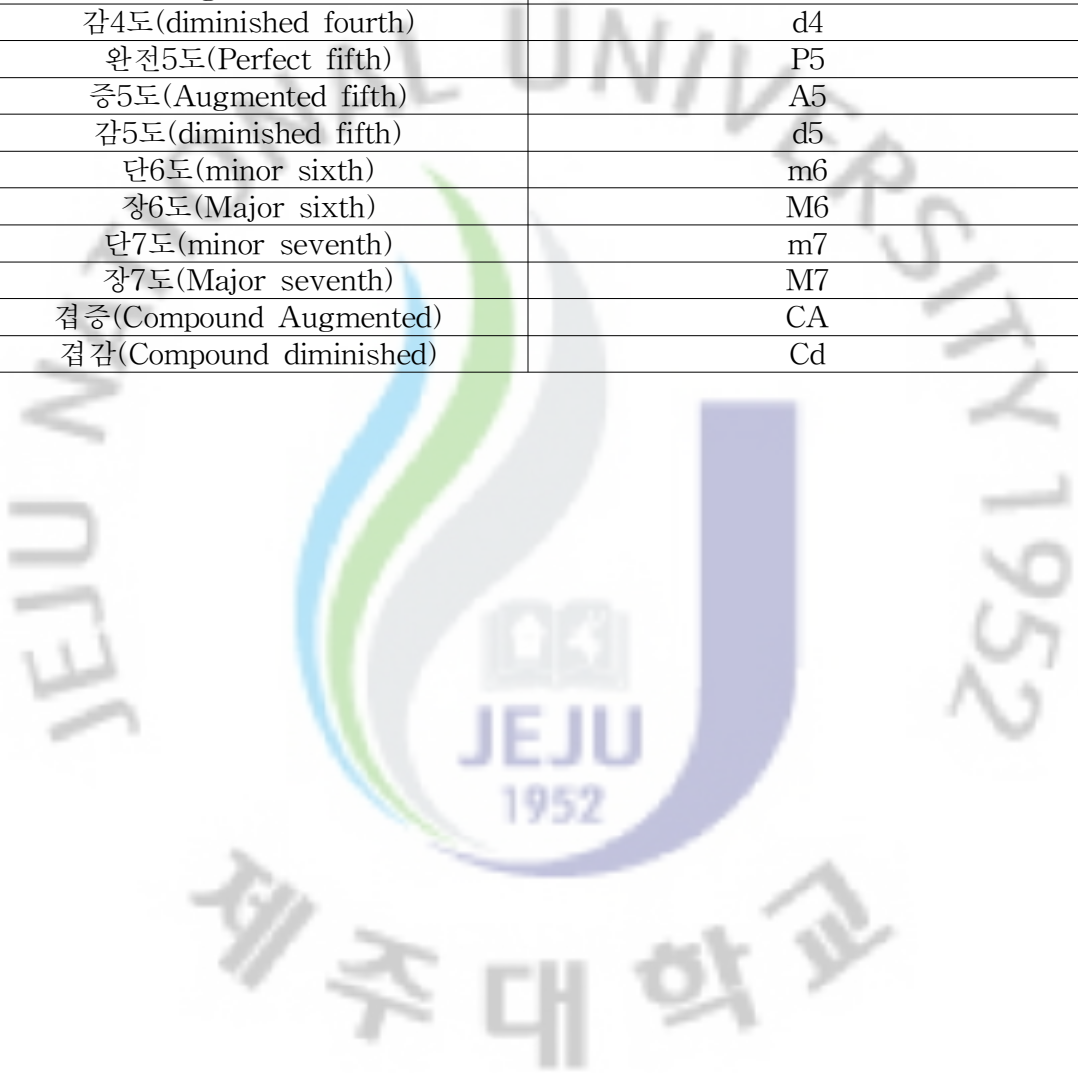 감4도(diminished fourth) d4
완전5도(Perfect fifth) P5
증5도(Augmented fifth) A5
감5도(diminished fifth) d5
단6도(minor sixth) m6
장6도(Major sixth) M6
단7도(minor seventh) m7
장7도(Major seventh) M7
겹증(Compound Augmented) CA
겹감(Compound diminished) Cd
JEJU NATIONAL UNIVERSITY 1952
JEJU
1952
제주대학교